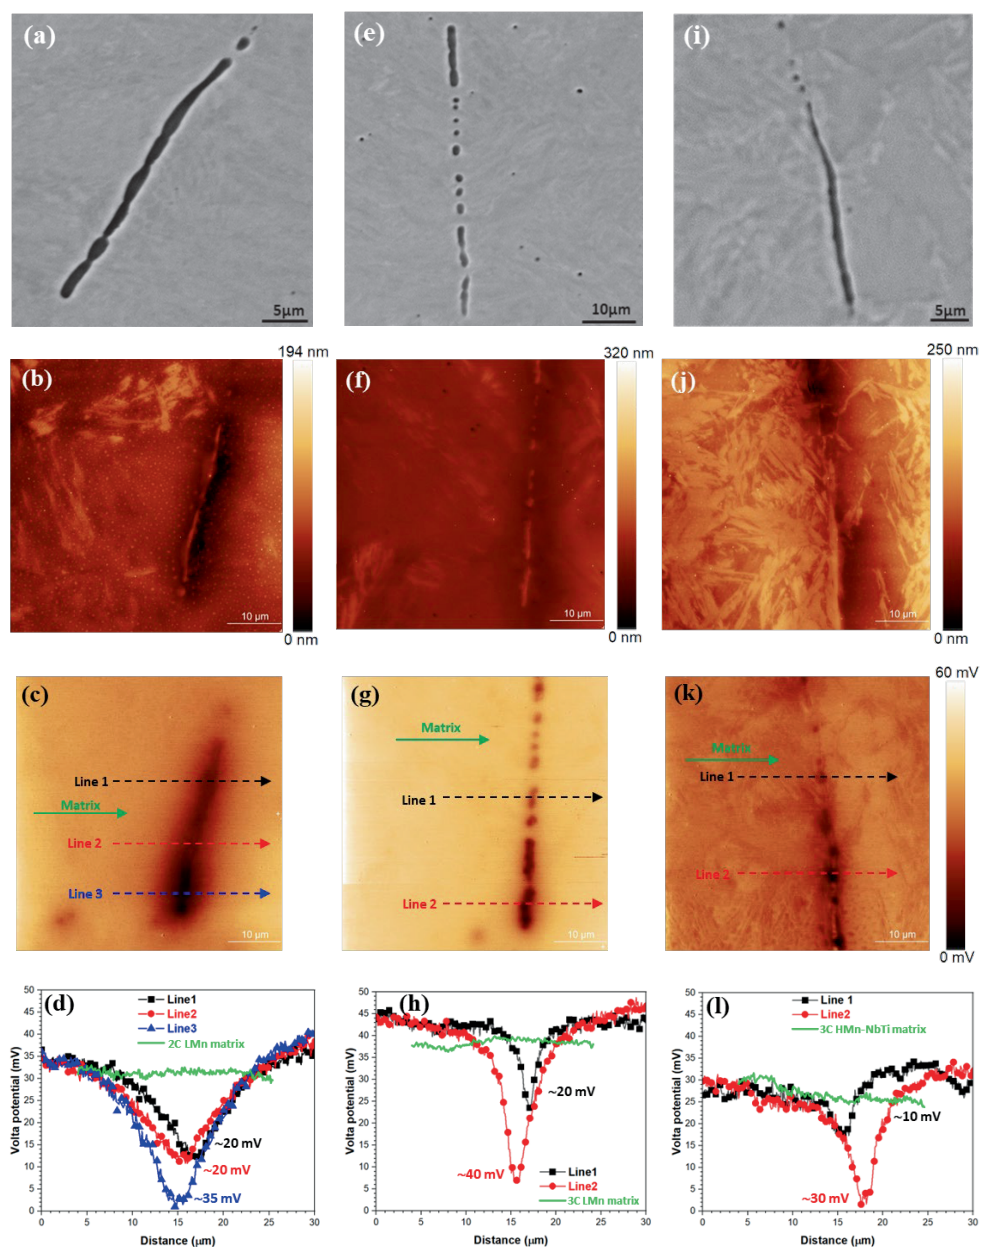 (a)
5μm
(e)
10μm
(i)
5μm
(b)
10 μm
194 nm
0 nm
(f)
10 μm
320 nm
0 nm
(j)
10 μm
250 nm
0 nm
(c)
Line 1
Matrix
Line 2
Line 3
10 μm
(g)
Matrix
Line 1
Line 2
10 μm
(k)
Matrix
Line 1
Line 2
10 μm
60 mV
0 mV
(d)
Line1
Line2
Line3
2C LMn matrix
~20 mV
~20 mV
~35 mV
Volta potential (mV)
50
45
40
35
30
25
20
15
10
5
0
0 5 10 15 20 25 30
Distance (μm)
(h)
~20 mV
~40 mV
Line1
Line2
3C LMn matrix
Volta potential (mV)
50
45
40
35
30
25
20
15
10
5
0
0 5 10 15 20 25 30
Distance (μm)
(l)
Line 1
Line2
3C HMn-NbTi matrix
~10 mV
~30 mV
Volta potential (mV)
50
45
40
35
30
25
20
15
10
5
0
0 5 10 15 20 25 30
Distance (μm)